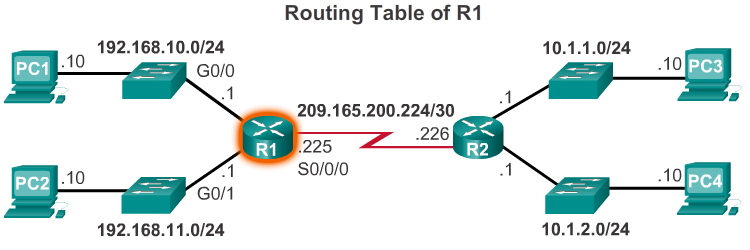 Routing Table of R1
192.168.10.0/24
10.1.1.0/24
PC1
.10
G0/0
.1
.10
PC3
209.165.200.224/30
.1
R1
.225
.226
R2
S0/0/0
PC2
.10
.1
G0/1
192.168.11.0/24
.1
.10
PC4
10.1.2.0/24